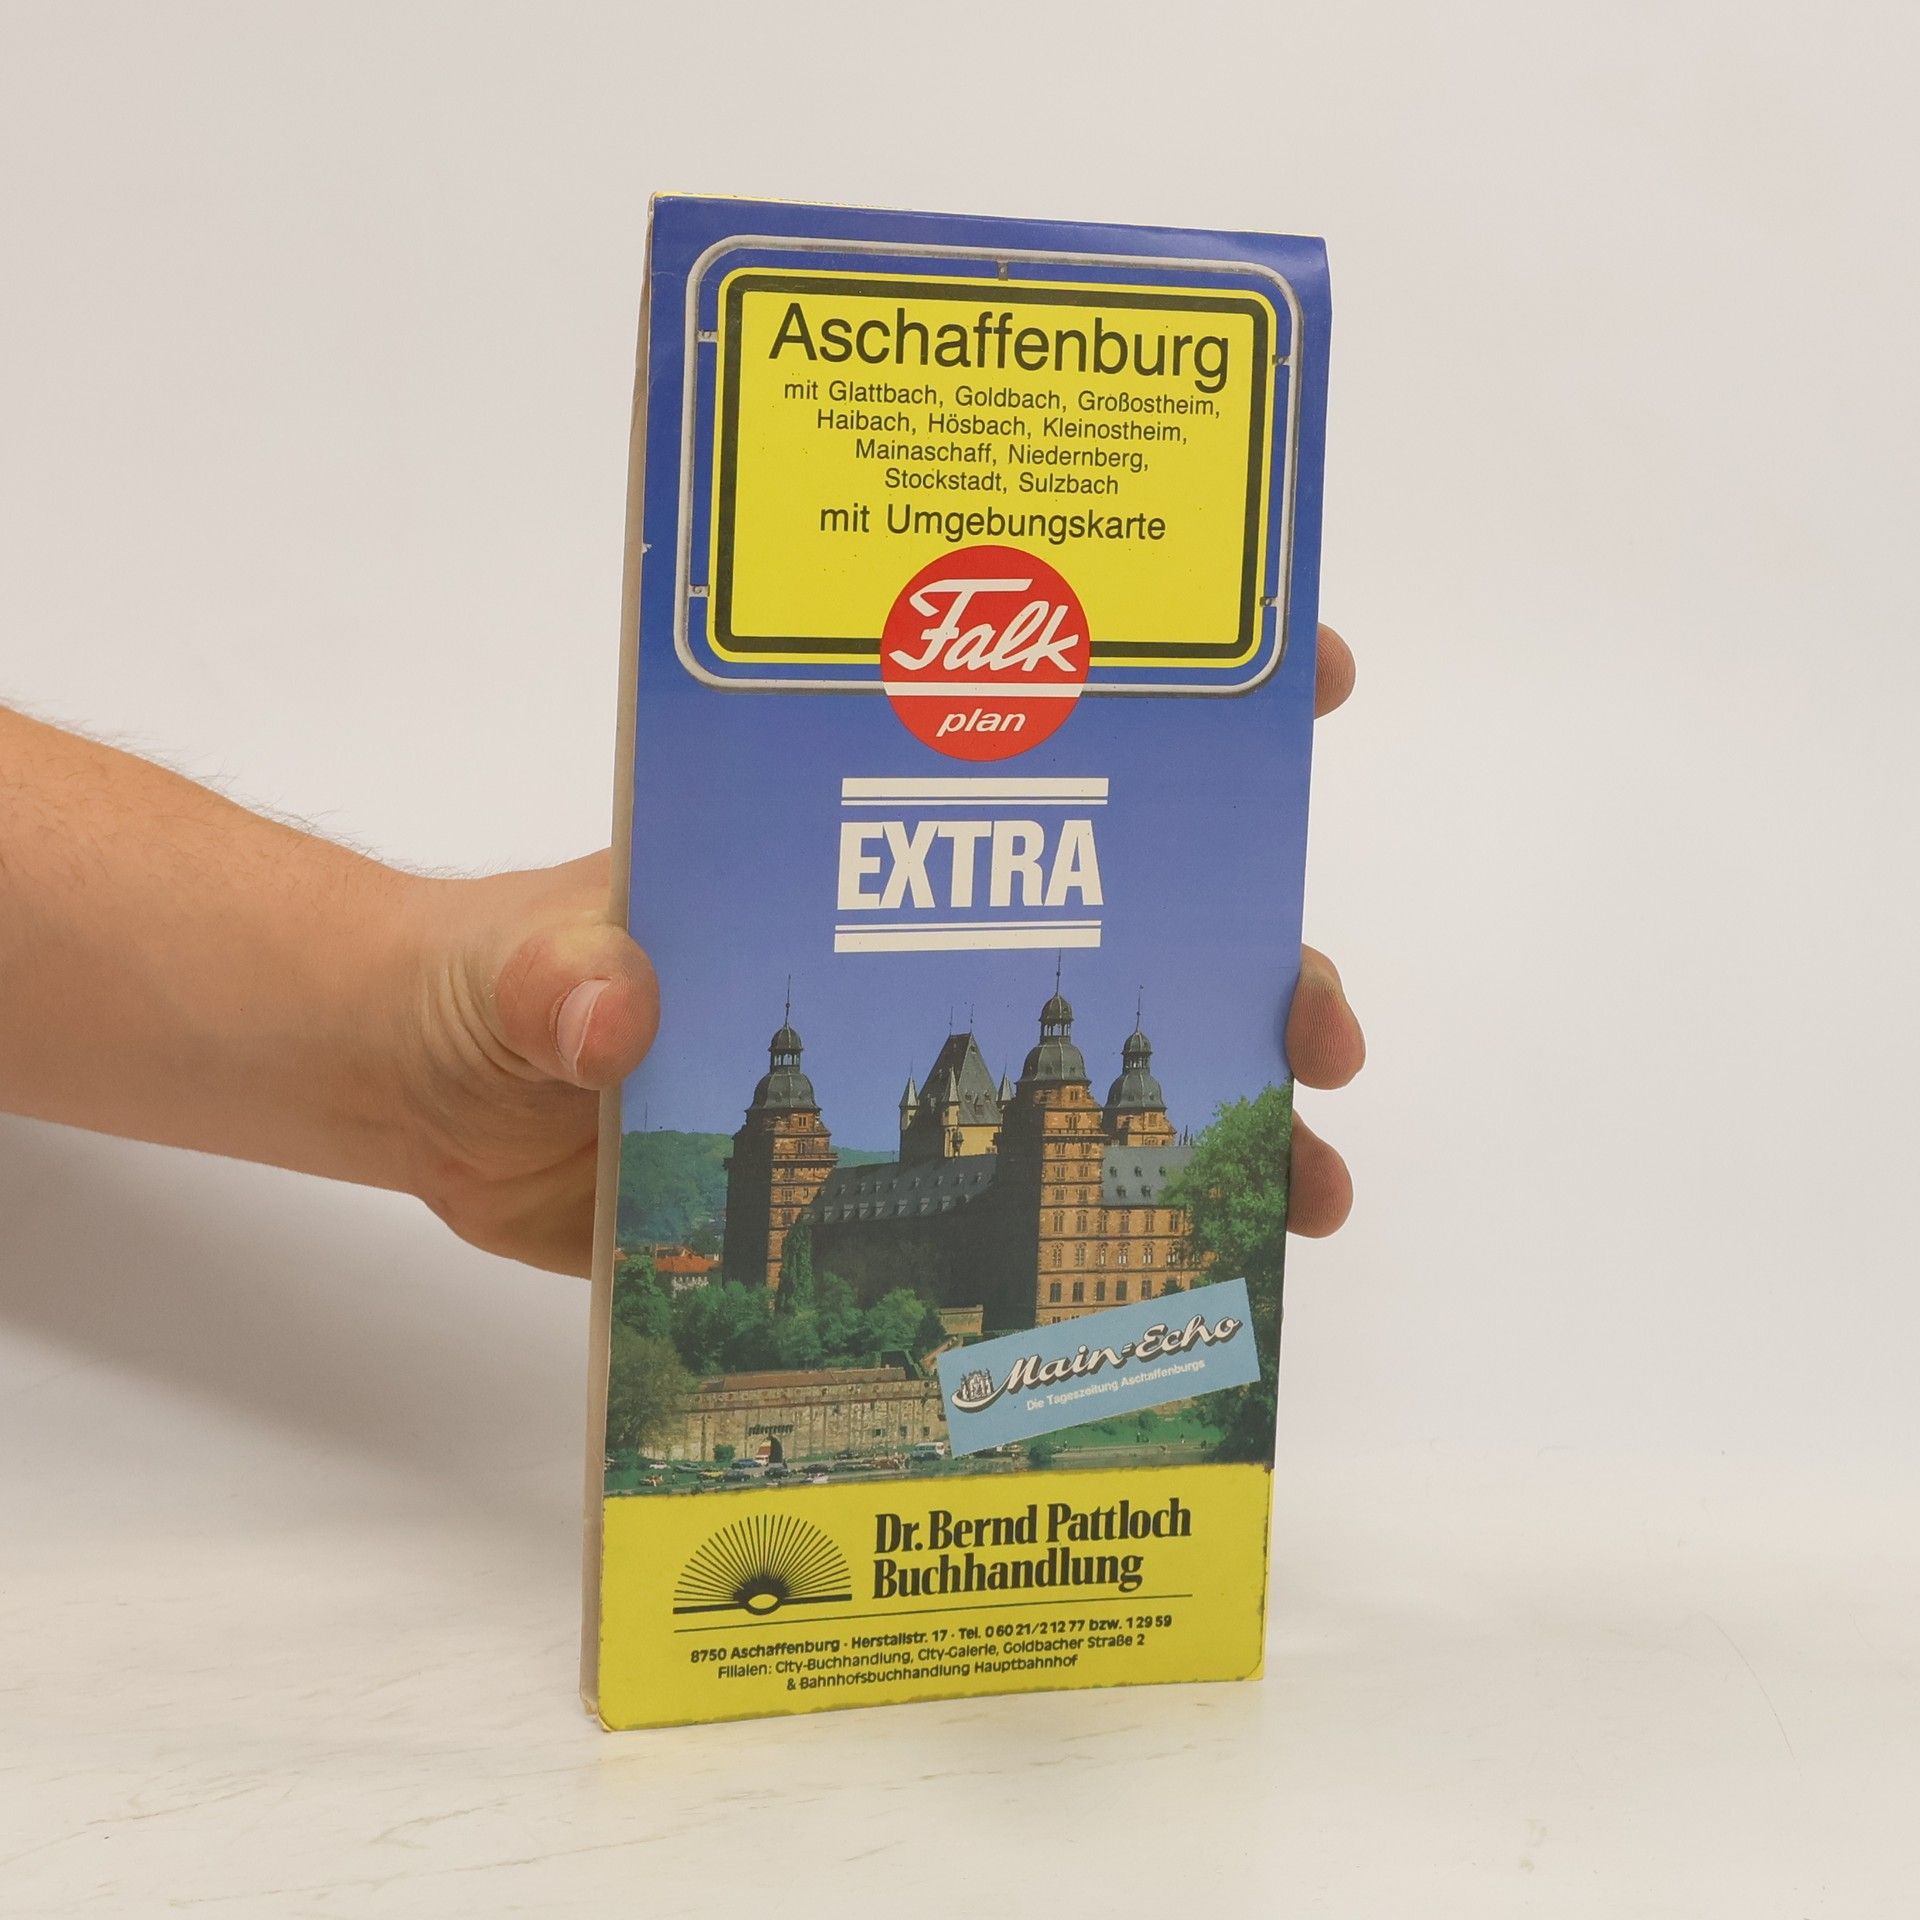 Aschaffenburg
mit Glattbach, Goldbach, Großostheim,
Haibach, Hösbach, Kleinostheim,
Mainaschaff, Niedernberg,
Stockstadt, Sulzbach
mit Umgebungskarte
Falk
plan
EXTRA
Main-Echo
Die Tageszeitung Aschaffenburgs
Dr. Bernd Pattloch
Buchhandlung
8750 Aschaffenburg · Herstallstr. 17 · Tel. 0 60 21/2 12 77 bzw. 1 29 59
Filialen: City-Buchhandlung, City-Galerie, Goldbacher Straße 2
& Bahnhofsbuchhandlung Hauptbahnhof